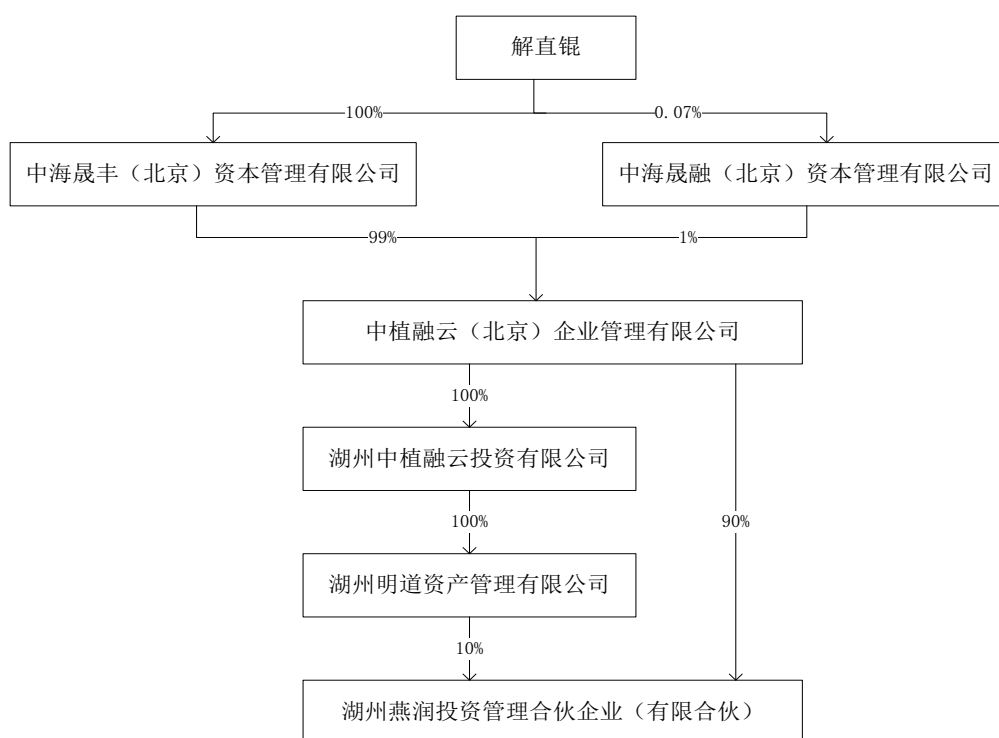 解直锟
100%
0.07%
中海晟丰（北京）资本管理有限公司
中海晟融（北京）资本管理有限公司
99%
1%
中植融云（北京）企业管理有限公司
100%
湖州中植融云投资有限公司
100%
90%
湖州明道资产管理有限公司
10%
湖州燕润投资管理合伙企业（有限合伙）